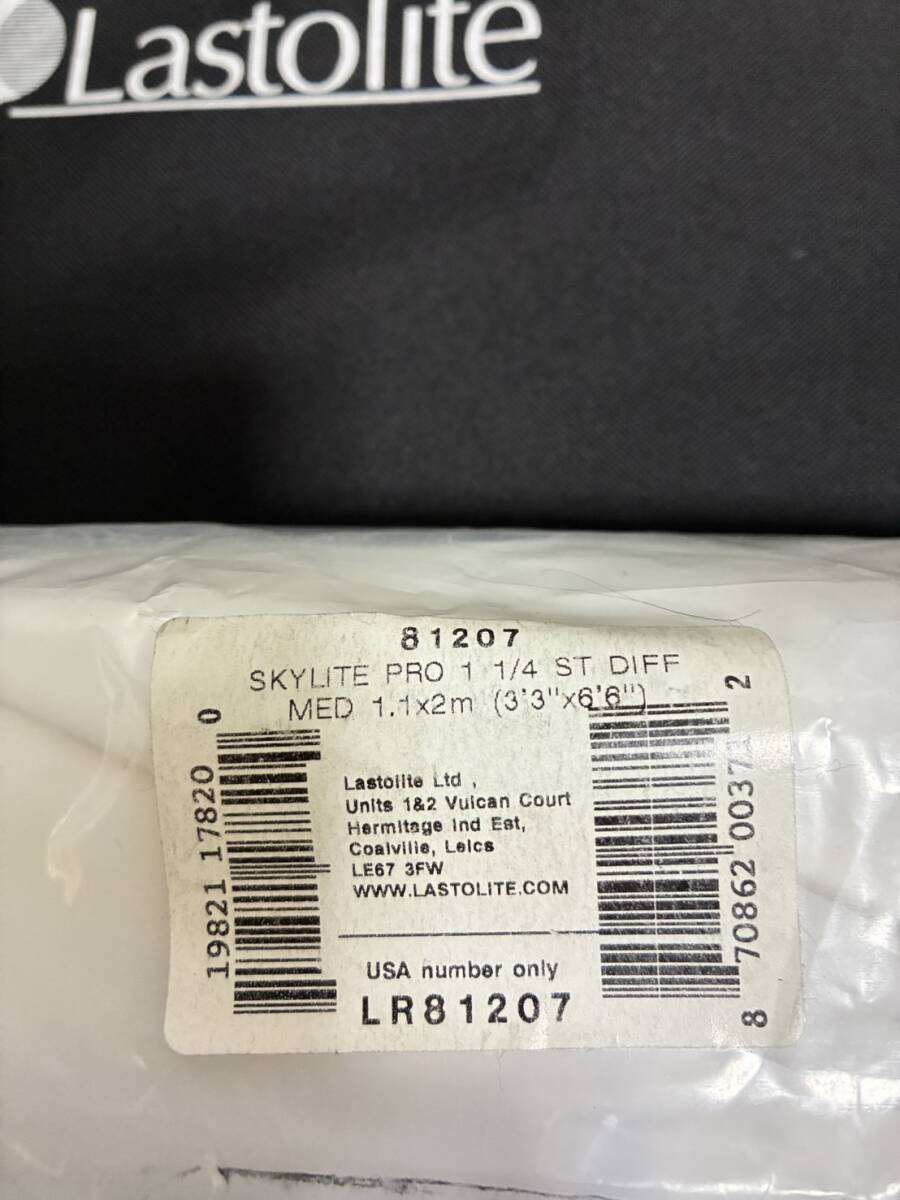 Lastolite
81207
SKYLITE PRO 1 1/4 ST DIFF
MED 1.1x2m (3'3"x6'6")
19821 17820 0
Lastolite Ltd ,
Units 1&2 Vulcan Court
Hermitage Ind Est,
Coalville, Leics
LE67 3FW
WWW.LASTOLITE.COM
USA number only
LR81207
8 70862 0037 2